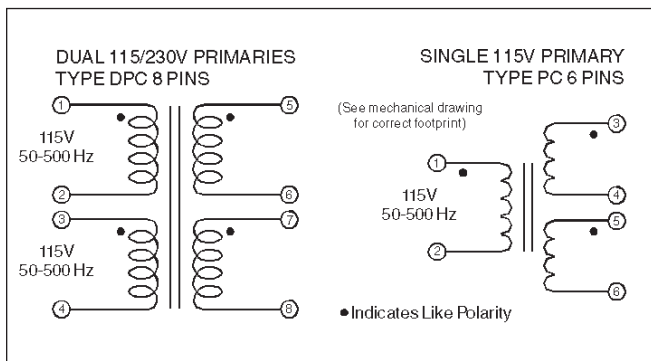 DUAL 115/230V PRIMARIES
TYPE DPC 8 PINS
1
115V
50-500 Hz
2
3
115V
50-500 Hz
4
5
6
7
8
SINGLE 115V PRIMARY
TYPE PC 6 PINS
(See mechanical drawing
for correct footprint)
1
115V
50-500 Hz
2
3
4
5
6
Indicates Like Polarity